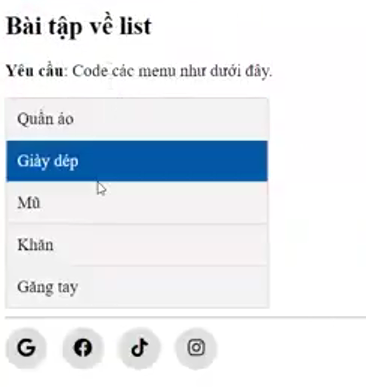 Bài tập về list
Yêu cầu: Code các menu như dưới đây.
Quần áo
Giày dép
Mũ
Khăn
Găng tay